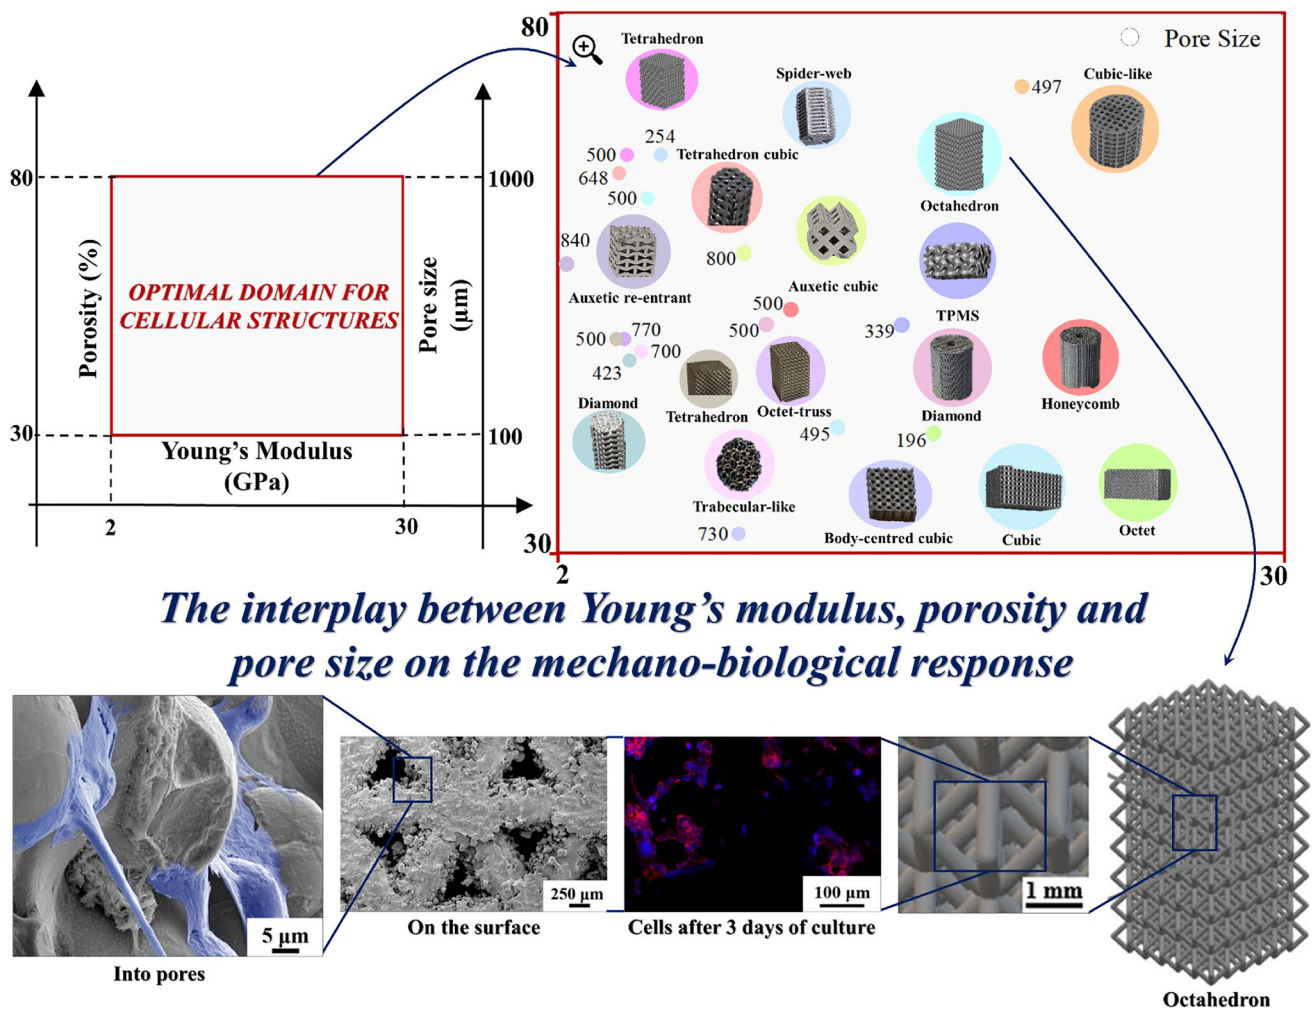 80
1000
Porosity (%)
OPTIMAL DOMAIN FOR
CELLULAR STRUCTURES
Pore size
(μm)
30
100
Young's Modulus
(GPa)
2
30
80
Pore Size
Tetrahedron
Spider-web
497
Cubic-like
254
500
Tetrahedron cubic
648
500
Octahedron
840
800
Auxetic re-entrant
Auxetic cubic
500
TPMS
500
770
500
339
700
423
Diamond
Tetrahedron
Octet-truss
Diamond
Honeycomb
495
196
Trabecular-like
730
Body-centred cubic
Cubic
Octet
30
2
30
The interplay between Young's modulus, porosity and
pore size on the mechano-biological response
5 μm
Into pores
250 μm
On the surface
100 μm
Cells after 3 days of culture
1 mm
Octahedron